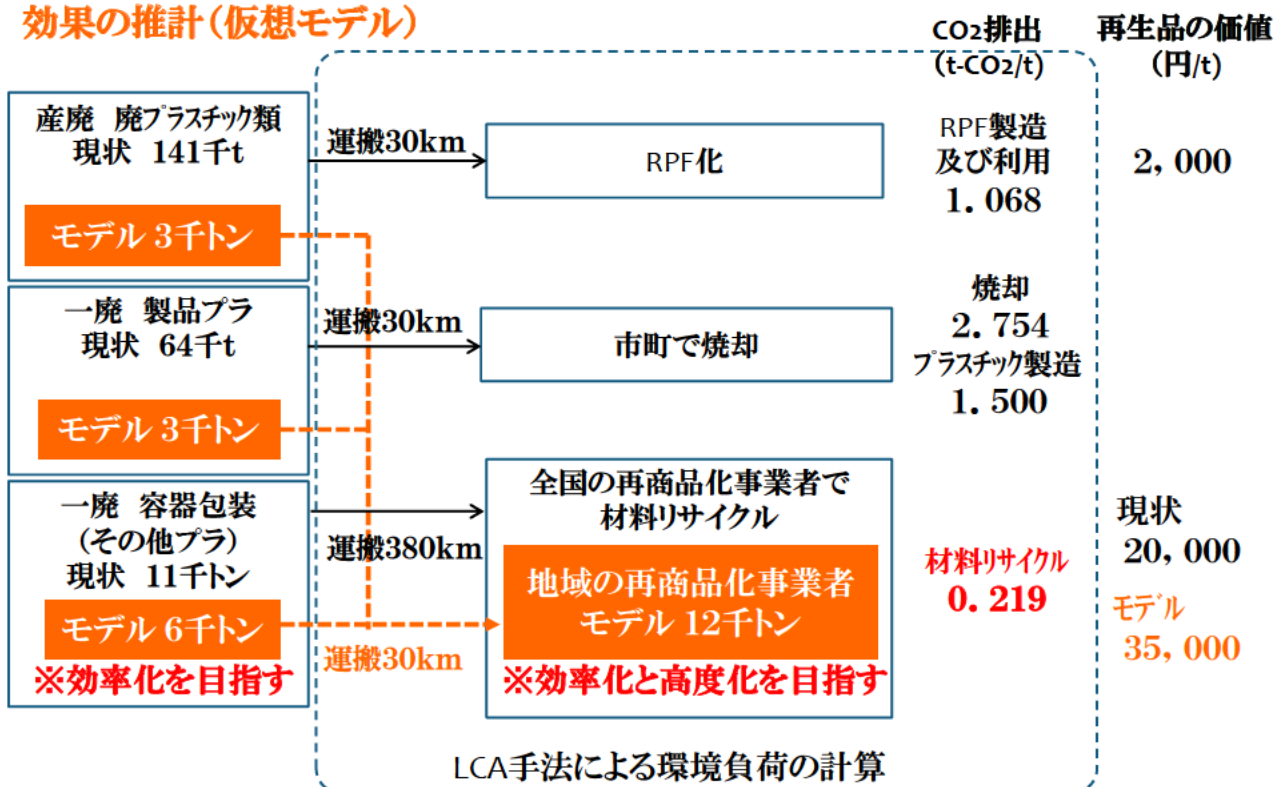 効果の推計（仮想モデル）
CO2排出
(t-CO2/t)
再生品の価値
(円/t)
産廃 廃プラスチック類
現状 141千t
モデル 3千トン
運搬30km
RPF化
RPF製造
及び利用
1. 068
2, 000
一廃 製品プラ
現状 64千t
モデル 3千トン
運搬30km
市町で焼却
焼却
2. 754
プラスチック製造
1. 500
一廃 容器包装
(その他プラ)
現状 11千トン
モデル 6千トン
※効率化を目指す
運搬380km
運搬30km
全国の再商品化事業者で
材料リサイクル
地域の再商品化事業者
モデル 12千トン
※効率化と高度化を目指す
材料リサイクル
0. 219
現状
20, 000
モデル
35, 000
LCA手法による環境負荷の計算